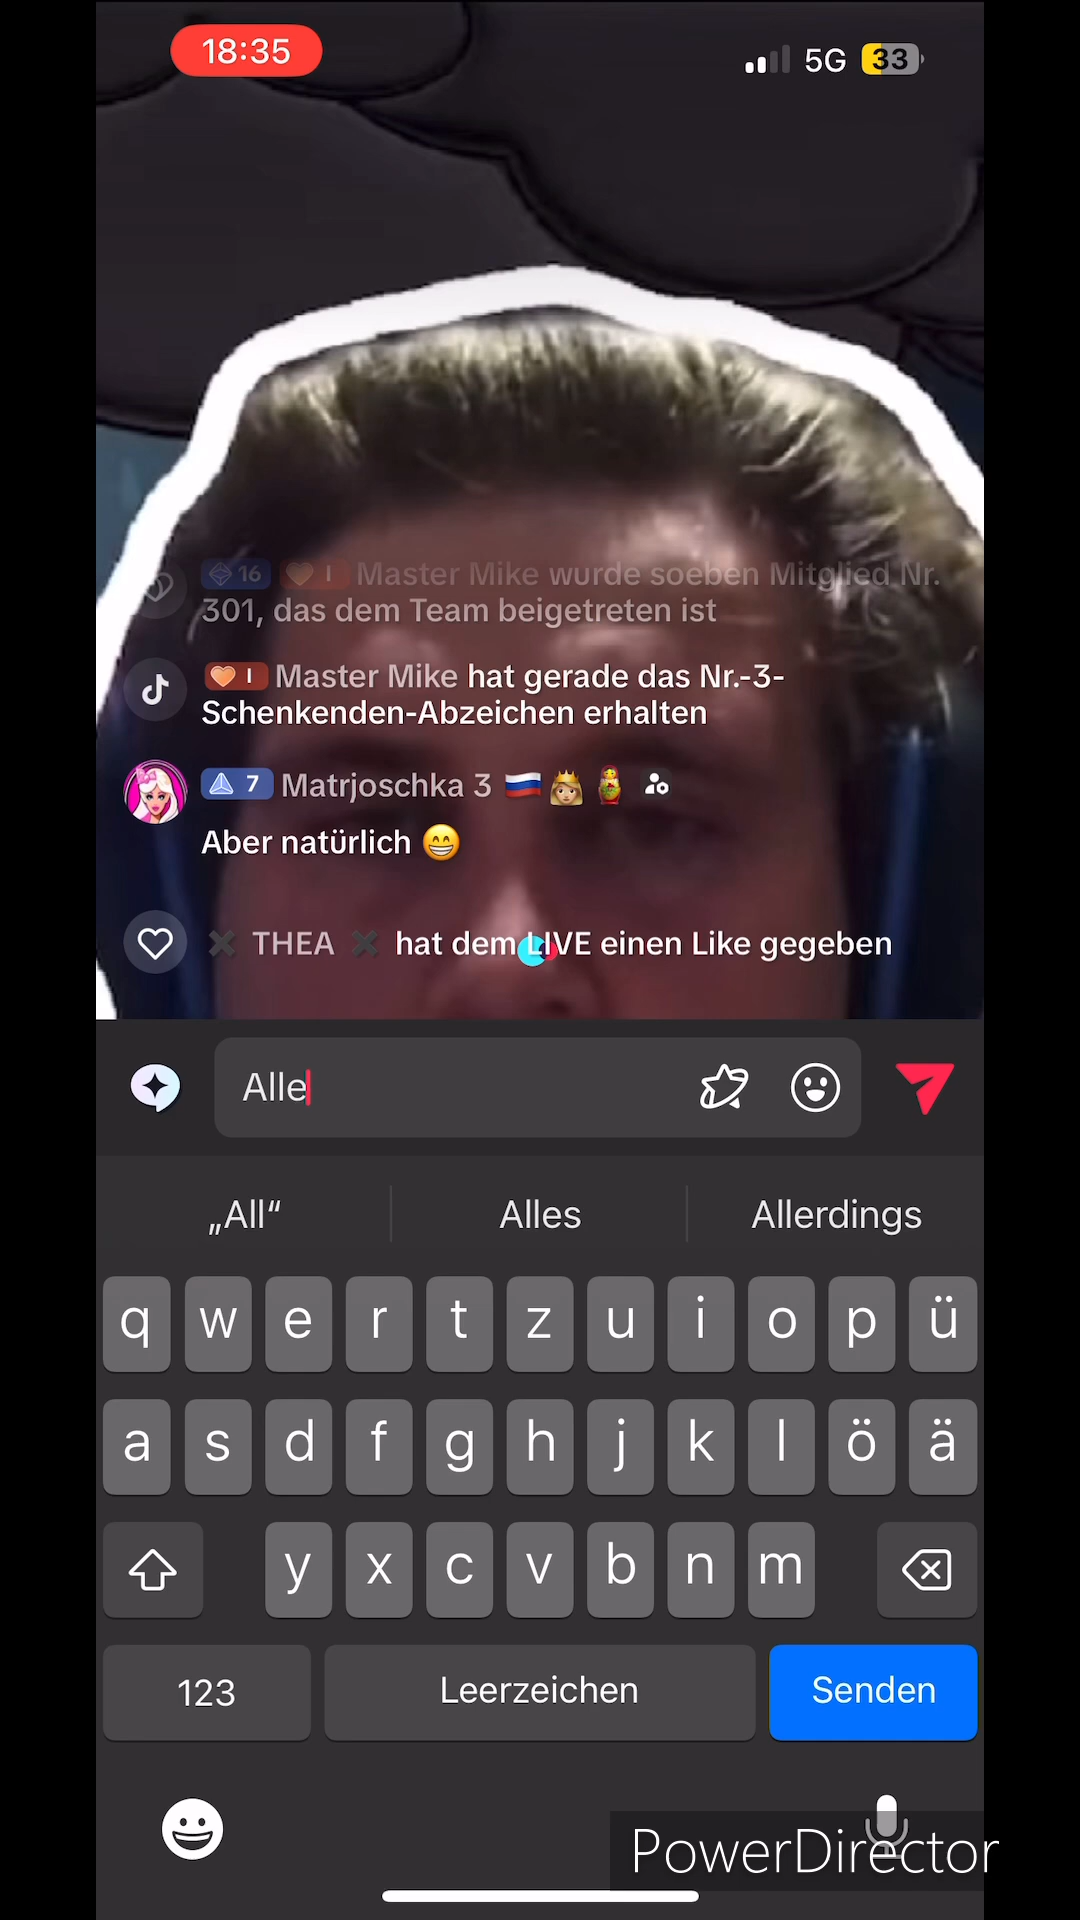 18:35
5G 33
16 I Master Mike wurde soeben Mitglied Nr.
301, das dem Team beigetreten ist
I Master Mike hat gerade das Nr.-3-
Schenkenden-Abzeichen erhalten
7 Matrjoschka 3 🇷🇺👸🏼🪆
Aber natürlich 😁
✖️ THEA ✖️ hat dem LIVE einen Like gegeben
Alle
„All“ Alles Allerdings
q w e r t z u i o p ü
a s d f g h j k l ö ä
y x c v b n m
123 Leerzeichen Senden
PowerDirector